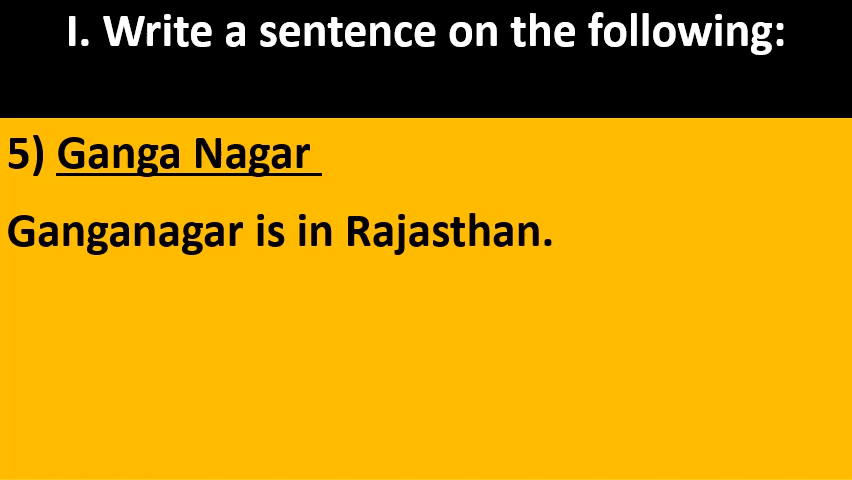 I. Write a sentence on the following:
5) Ganga Nagar
Ganganagar is in Rajasthan.